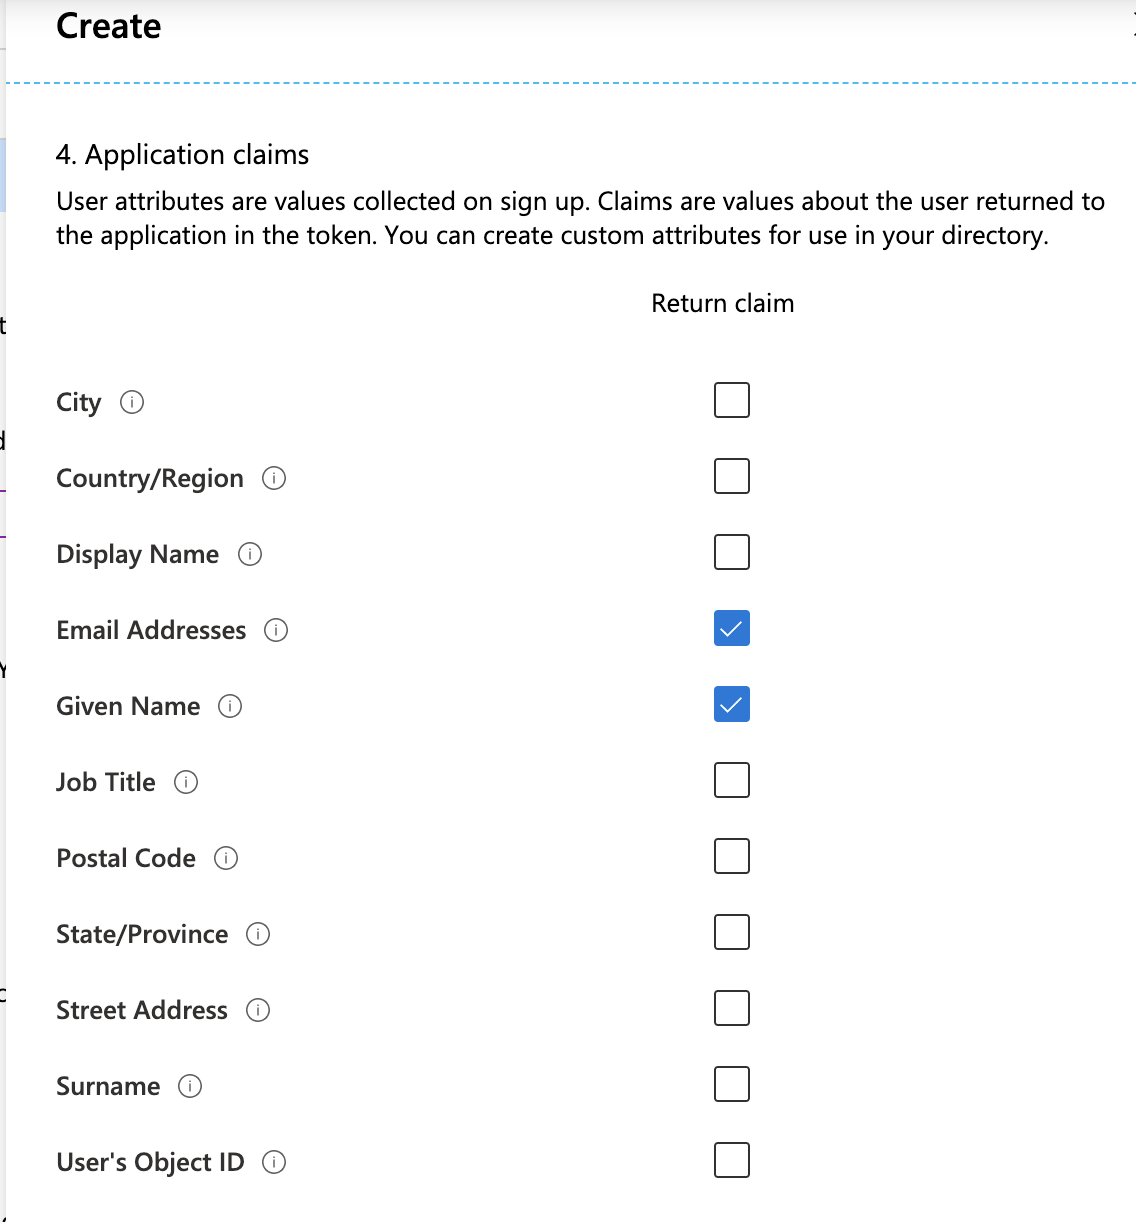 Create
4. Application claims
User attributes are values collected on sign up. Claims are values about the user returned to
the application in the token. You can create custom attributes for use in your directory.
Return claim
City
Country/Region
Display Name
Email Addresses
Given Name
Job Title
Postal Code
State/Province
Street Address
Surname
User's Object ID